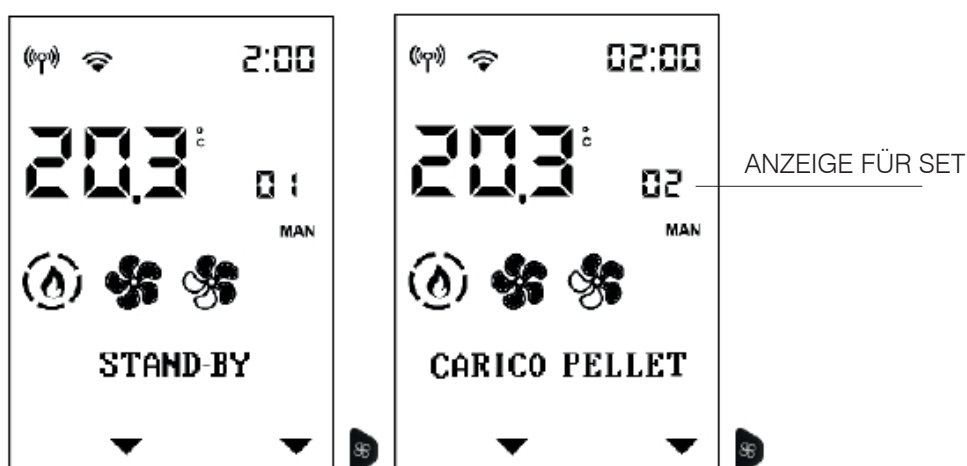 2:00
20.3 °C
01
MAN
STAND-BY
02:00
20.3 °C
02
ANZEIGE FÜR SET
MAN
CARICO PELLET